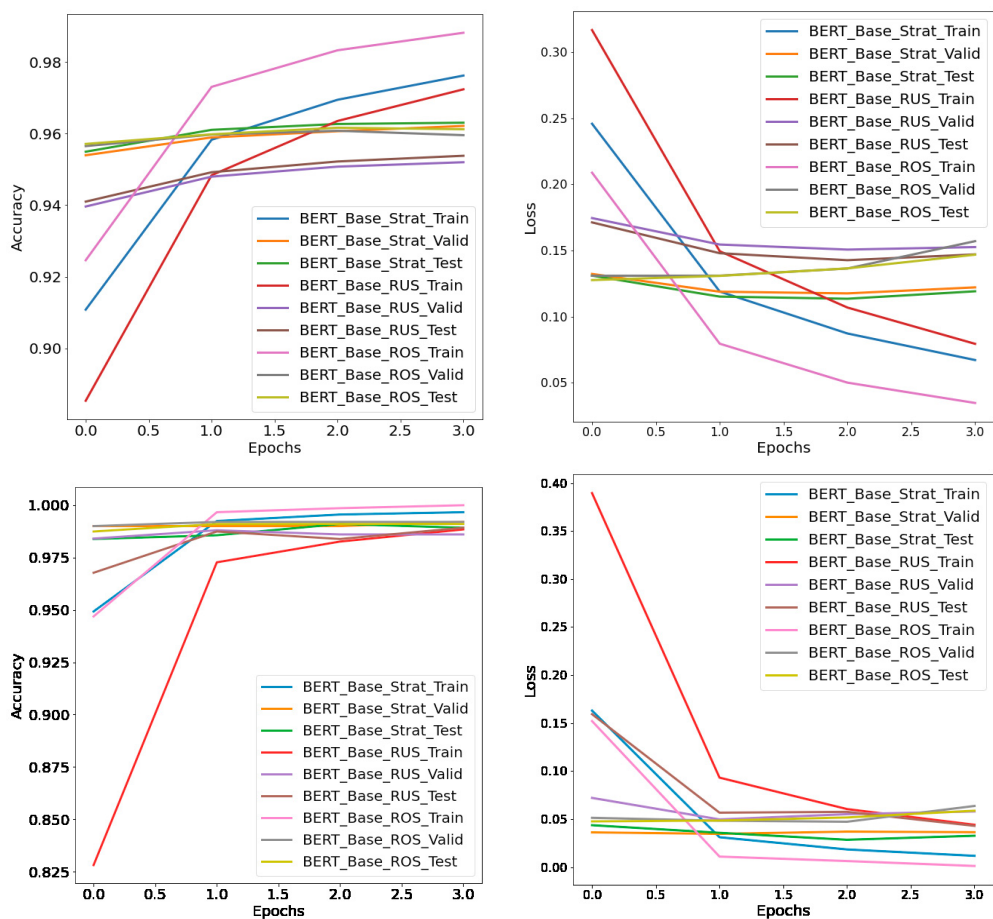 0.98
0.96
0.94
0.92
0.90
Accuracy
0.0 0.5 1.0 1.5 2.0 2.5 3.0
Epochs
BERT_Base_Strat_Train
BERT_Base_Strat_Valid
BERT_Base_Strat_Test
BERT_Base_RUS_Train
BERT_Base_RUS_Valid
BERT_Base_RUS_Test
BERT_Base_ROS_Train
BERT_Base_ROS_Valid
BERT_Base_ROS_Test
0.30
0.25
0.20
0.15
0.10
0.05
Loss
0.0 0.5 1.0 1.5 2.0 2.5 3.0
Epochs
BERT_Base_Strat_Train
BERT_Base_Strat_Valid
BERT_Base_Strat_Test
BERT_Base_RUS_Train
BERT_Base_RUS_Valid
BERT_Base_RUS_Test
BERT_Base_ROS_Train
BERT_Base_ROS_Valid
BERT_Base_ROS_Test
1.000
0.975
0.950
0.925
0.900
0.875
0.850
0.825
Accuracy
0.0 0.5 1.0 1.5 2.0 2.5 3.0
Epochs
BERT_Base_Strat_Train
BERT_Base_Strat_Valid
BERT_Base_Strat_Test
BERT_Base_RUS_Train
BERT_Base_RUS_Valid
BERT_Base_RUS_Test
BERT_Base_ROS_Train
BERT_Base_ROS_Valid
BERT_Base_ROS_Test
0.40
0.35
0.30
0.25
0.20
0.15
0.10
0.05
0.00
Loss
0.0 0.5 1.0 1.5 2.0 2.5 3.0
Epochs
BERT_Base_Strat_Train
BERT_Base_Strat_Valid
BERT_Base_Strat_Test
BERT_Base_RUS_Train
BERT_Base_RUS_Valid
BERT_Base_RUS_Test
BERT_Base_ROS_Train
BERT_Base_ROS_Valid
BERT_Base_ROS_Test